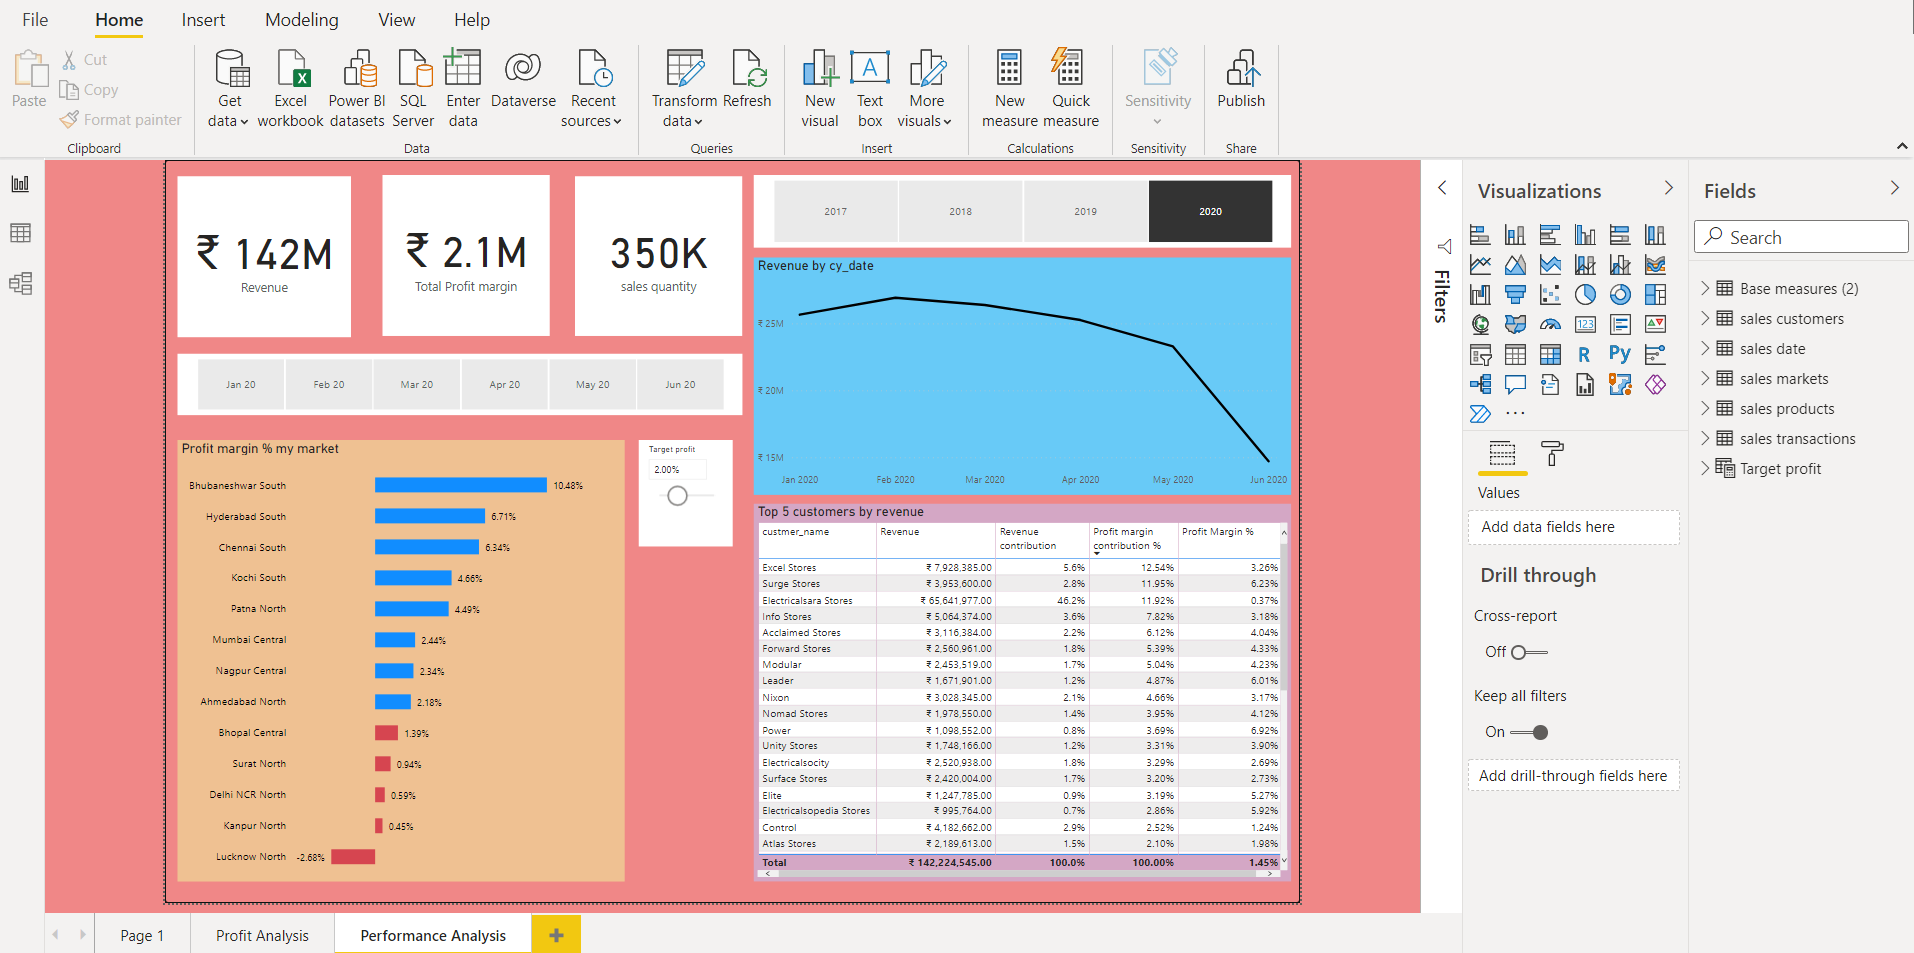 File Home Insert Modeling View Help
Paste
Cut
Copy
Format painter
Clipboard
Get data
Excel workbook
Power BI datasets
SQL Server
Enter data
Dataverse
Recent sources
Data
Transform data
Refresh
Queries
New visual
Text box
More visuals
Insert
New measure
Quick measure
Calculations
Sensitivity
Sensitivity
Publish
Share
₹ 142M
Revenue
₹ 2.1M
Total Profit margin
350K
sales quantity
2017 2018 2019 2020
Jan 20 Feb 20 Mar 20 Apr 20 May 20 Jun 20
Revenue by cy_date
₹ 25M
₹ 20M
₹ 15M
Jan 2020 Feb 2020 Mar 2020 Apr 2020 May 2020 Jun 2020
Profit margin % my market
Bhubaneshwar South 10.48%
Hyderabad South 6.71%
Chennai South 6.34%
Kochi South 4.66%
Patna North 4.49%
Mumbai Central 2.44%
Nagpur Central 2.34%
Ahmedabad North 2.18%
Bhopal Central 1.39%
Surat North 0.94%
Delhi NCR North 0.59%
Kanpur North 0.45%
Lucknow North -2.68%
Target profit
2.00%
Top 5 customers by revenue
custmer_name Revenue Revenue contribution Profit margin contribution % Profit Margin %
Excel Stores ₹ 7,928,385.00 5.6% 12.54% 3.26%
Surge Stores ₹ 3,953,600.00 2.8% 11.95% 6.23%
Electricalsara Stores ₹ 65,641,977.00 46.2% 11.92% 0.37%
Info Stores ₹ 5,064,374.00 3.6% 7.82% 3.18%
Acclaimed Stores ₹ 3,116,384.00 2.2% 6.12% 4.04%
Forward Stores ₹ 2,560,961.00 1.8% 5.39% 4.33%
Modular ₹ 2,453,519.00 1.7% 5.04% 4.23%
Leader ₹ 1,671,901.00 1.2% 4.87% 6.01%
Nixon ₹ 3,028,345.00 2.1% 4.66% 3.17%
Nomad Stores ₹ 1,978,550.00 1.4% 3.95% 4.12%
Power ₹ 1,098,552.00 0.8% 3.69% 6.92%
Unity Stores ₹ 1,748,166.00 1.2% 3.31% 3.90%
Electricalsocity ₹ 2,520,938.00 1.8% 3.29% 2.69%
Surface Stores ₹ 2,420,004.00 1.7% 3.20% 2.73%
Elite ₹ 1,247,785.00 0.9% 3.19% 5.27%
Electricalsopedia Stores ₹ 995,764.00 0.7% 2.86% 5.92%
Control ₹ 4,182,662.00 2.9% 2.52% 1.24%
Atlas Stores ₹ 2,189,613.00 1.5% 2.10% 1.98%
Total ₹ 142,224,545.00 100.0% 100.00% 1.45%
Page 1 Profit Analysis Performance Analysis
Filters
Visualizations
123
R Py
Values
Add data fields here
Drill through
Cross-report
Off
Keep all filters
On
Add drill-through fields here
Fields
Search
Base measures (2)
sales customers
sales date
sales markets
sales products
sales transactions
Target profit